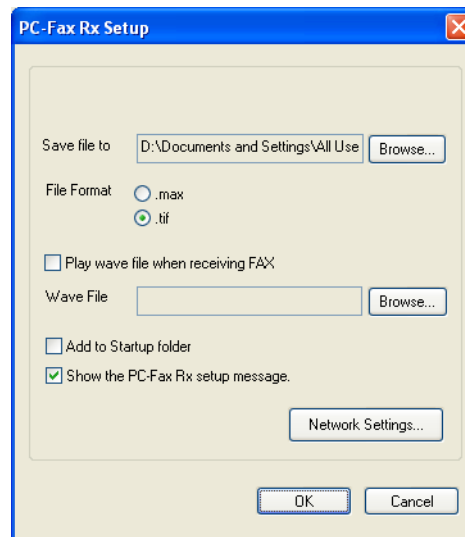 PC-Fax Rx Setup
Save file to D:\Documents and Settings\All Use Browse...
File Format .max
.tif
Play wave file when receiving FAX
Wave File Browse...
Add to Startup folder
Show the PC-Fax Rx setup message.
Network Settings...
OK Cancel